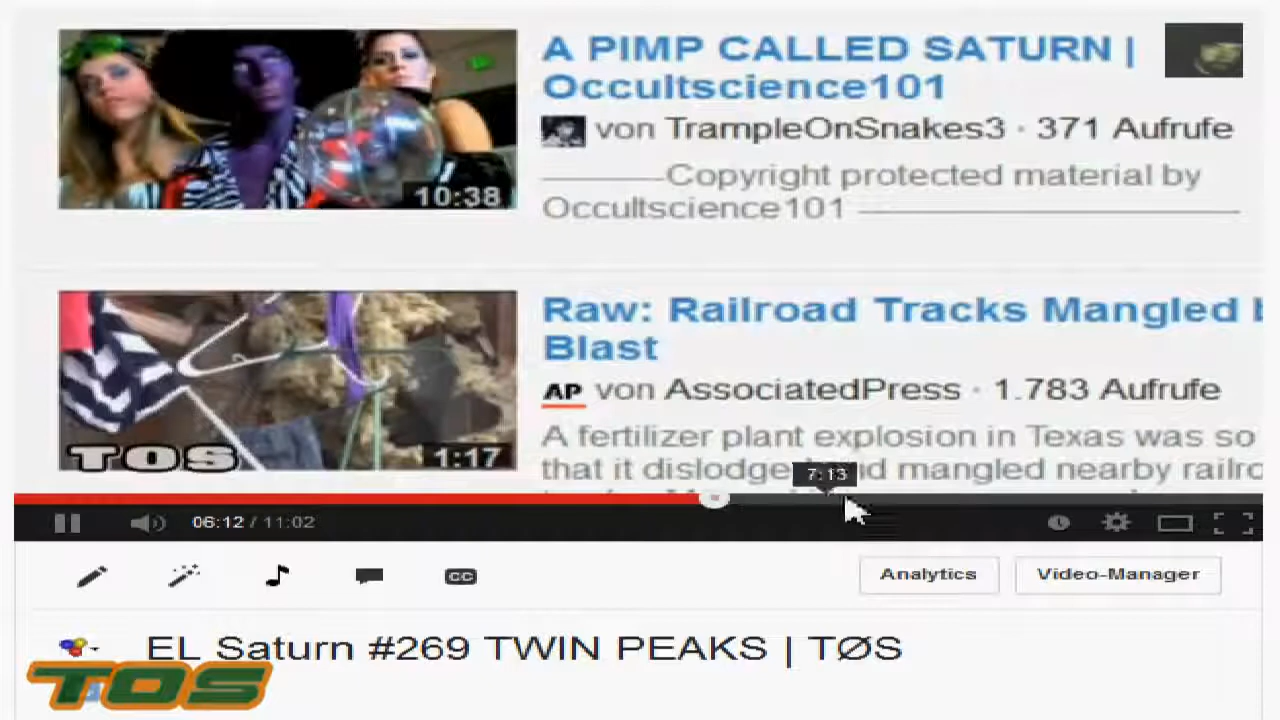 A PIMP CALLED SATURN |
Occultscience101
von TrampleOnSnakes3 · 371 Aufrufe
Copyright protected material by
Occultscience101
10:38
Raw: Railroad Tracks Mangled
Blast
AP von AssociatedPress · 1.783 Aufrufe
A fertilizer plant explosion in Texas was so
that it mangled nearby
TOS
1:17
7:13
06:12 / 11:02
CC
Analytics
Video-Manager
EL Saturn #269 TWIN PEAKS | TØS
TOS